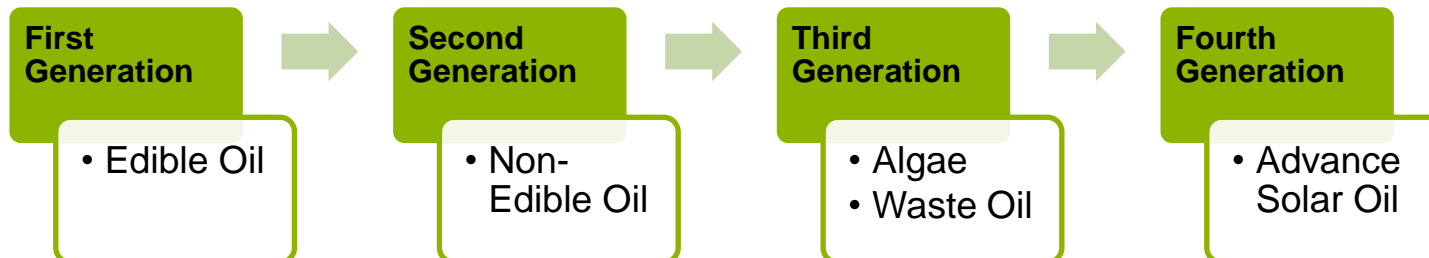 First
Generation
• Edible Oil
Second
Generation
• Non-
Edible Oil
Third
Generation
• Algae
• Waste Oil
Fourth
Generation
• Advance
Solar Oil